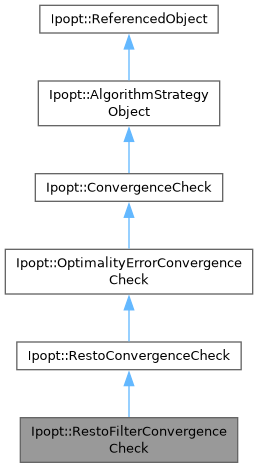 Ipopt::ReferencedObject
Ipopt::AlgorithmStrategy
Object
Ipopt::ConvergenceCheck
Ipopt::OptimalityErrorConvergence
Check
Ipopt::RestoConvergenceCheck
Ipopt::RestoFilterConvergence
Check